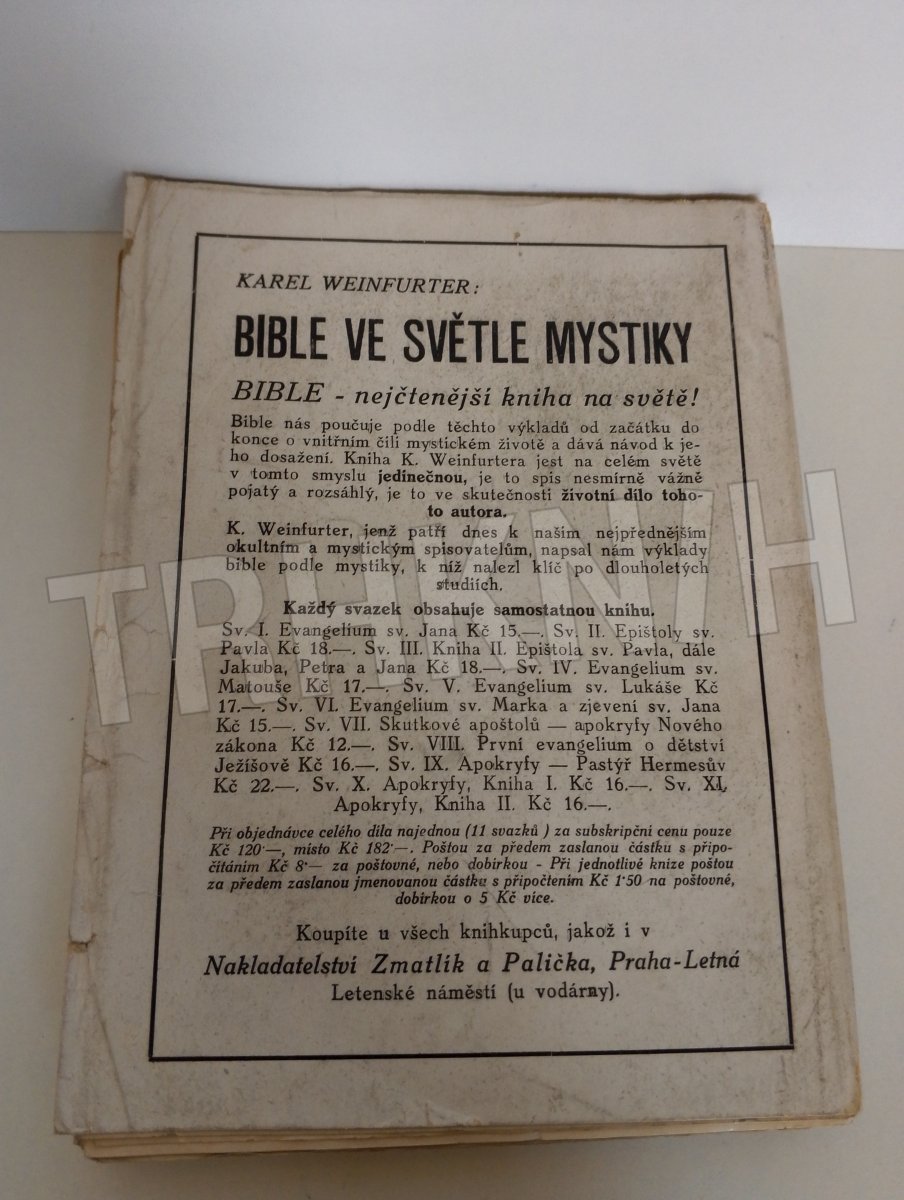 KAREL WEINFURTER:
BIBLE VE SVĚTLE MYSTIKY
BIBLE - nejčtenější kniha na světě!
Bible nás poučuje podle těchto výkladů od začátku do
konce o vnitřním čili mystickém životě a dává návod k je-
ho dosažení. Kniha K. Weinfurtera jest na celém světě
v tomto smyslu jedinečnou, je to spis nesmírně vážně
pojatý a rozsáhlý, je to ve skutečnosti životní dílo toho-
to autora.
K. Weinfurter, jenž patří dnes k našim nejpřednějším
okultním a mystickým spisovatelům, napsal nám výklady
bible podle mystiky, k níž nalezl klíč po dlouholetých
studiích.
Každý svazek obsahuje samostatnou knihu.
Sv. I. Evangelium sv. Jana Kč 15.—. Sv. II. Epištoly sv.
Pavla Kč 18.—. Sv. III. Kniha II. Epištola sv. Pavla, dále
Jakuba, Petra a Jana Kč 18.—. Sv. IV. Evangelium sv.
Matouše Kč 17.—. Sv. V. Evangelium sv. Lukáše Kč
17.—. Sv. VI. Evangelium sv. Marka a zjevení sv. Jana
Kč 15.—. Sv. VII. Skutkové apoštolů — apokryfy Nového
zákona Kč 12.—. Sv. VIII. První evangelium o dětství
Ježíšově Kč 16.—. Sv. IX. Apokryfy — Pastýř Hermesův
Kč 22.—. Sv. X. Apokryfy, Kniha I. Kč 16.—. Sv. XI.
Apokryfy, Kniha II. Kč 16.—.
Při objednávce celého díla najednou (11 svazků ) za subskripční cenu pouze
Kč 120·—, místo Kč 182·—. Poštou za předem zaslanou částku s připo-
čítáním Kč 8·— za poštovné, nebo dobírkou - Při jednotlivé knize poštou
za předem zaslanou jmenovanou částku s připočtením Kč 1·50 na poštovné,
dobírkou o 5 Kč více.
Koupíte u všech knihkupců, jakož i v
Nakladatelství Zmatlík a Palička, Praha-Letná
Letenské náměstí (u vodárny).